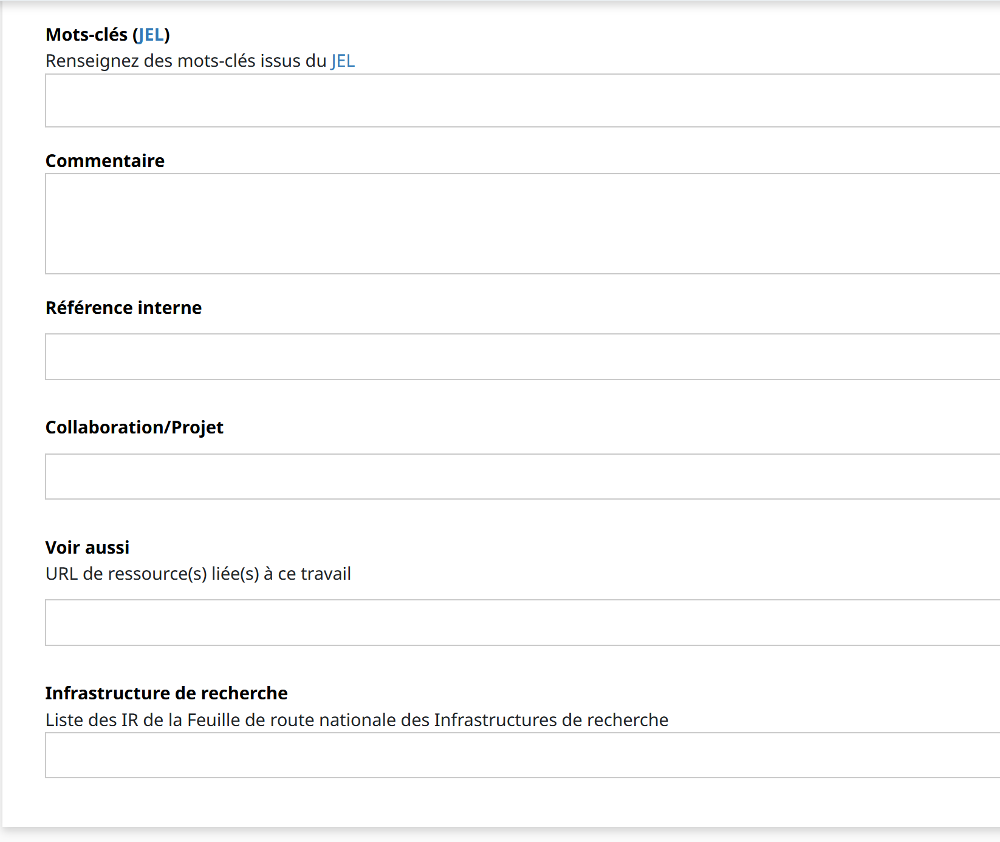 Mots-clés (JEL)
Renseignez des mots-clés issus du JEL
Commentaire
Référence interne
Collaboration/Projet
Voir aussi
URL de ressource(s) liée(s) à ce travail
Infrastructure de recherche
Liste des IR de la Feuille de route nationale des Infrastructures de recherche